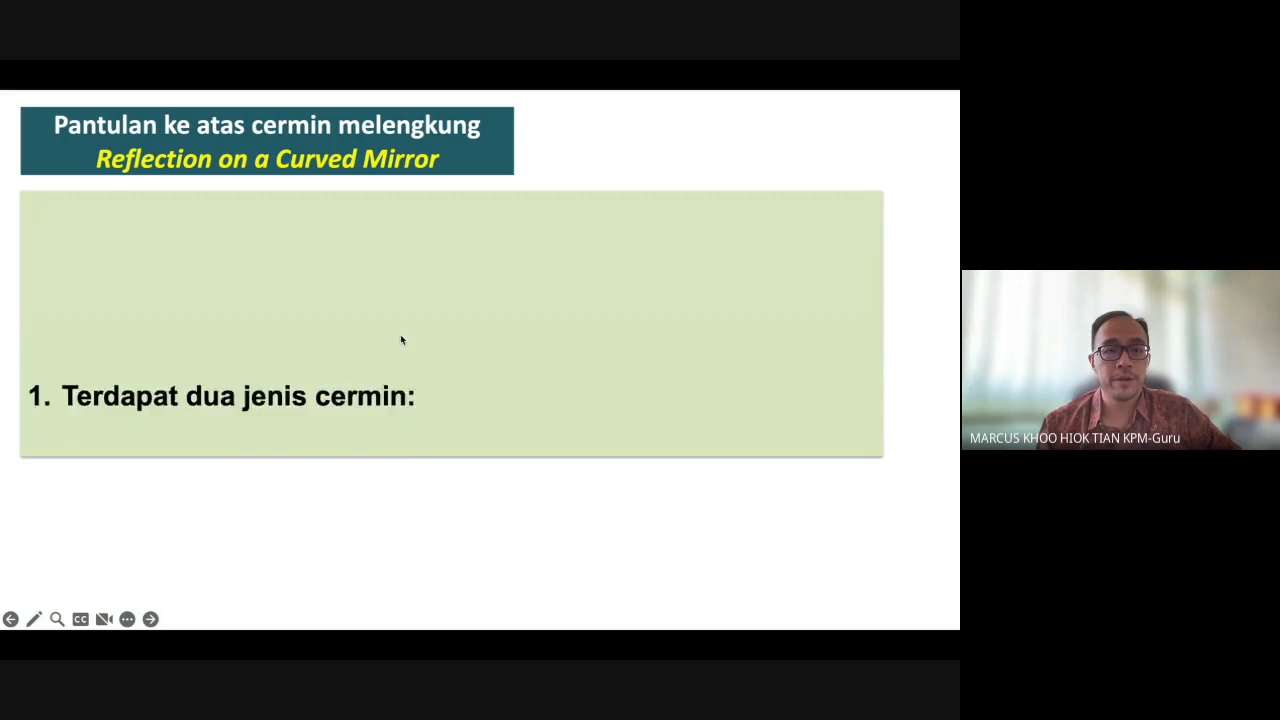 Pantulan ke atas cermin melengkung
Reflection on a Curved Mirror
1. Terdapat dua jenis cermin:
CC
MARCUS KHOO HIOK TIAN KPM-Guru